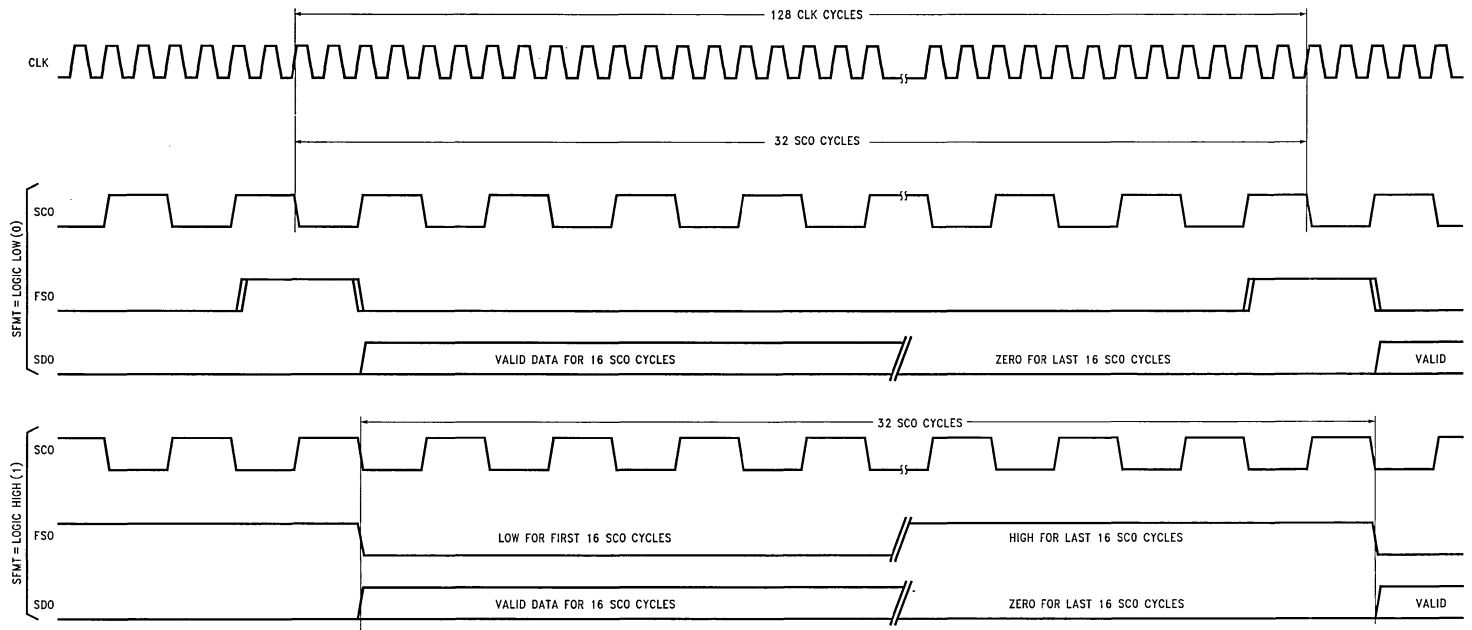 128 CLK CYCLES
CLK
32 SCO CYCLES
SFMT = LOGIC LOW (0)
SCO
FSO
SDO
VALID DATA FOR 16 SCO CYCLES
ZERO FOR LAST 16 SCO CYCLES
VALID
SFMT = LOGIC HIGH (1)
32 SCO CYCLES
SCO
FSO
LOW FOR FIRST 16 SCO CYCLES
HIGH FOR LAST 16 SCO CYCLES
SDO
VALID DATA FOR 16 SCO CYCLES
ZERO FOR LAST 16 SCO CYCLES
VALID